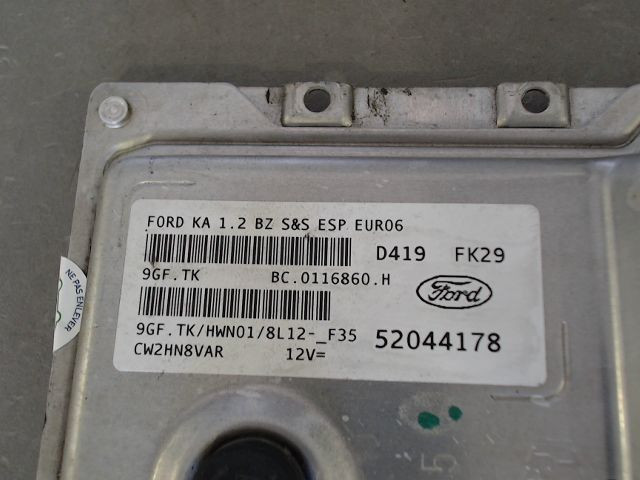 FORD KA 1.2 BZ S&S ESP EURO6
D419 FK29
9GF.TK BC.0116860.H
Ford
9GF.TK/HWN01/8L12-_F35 52044178
CW2HN8VAR 12V=
NE PAS ENLEVER